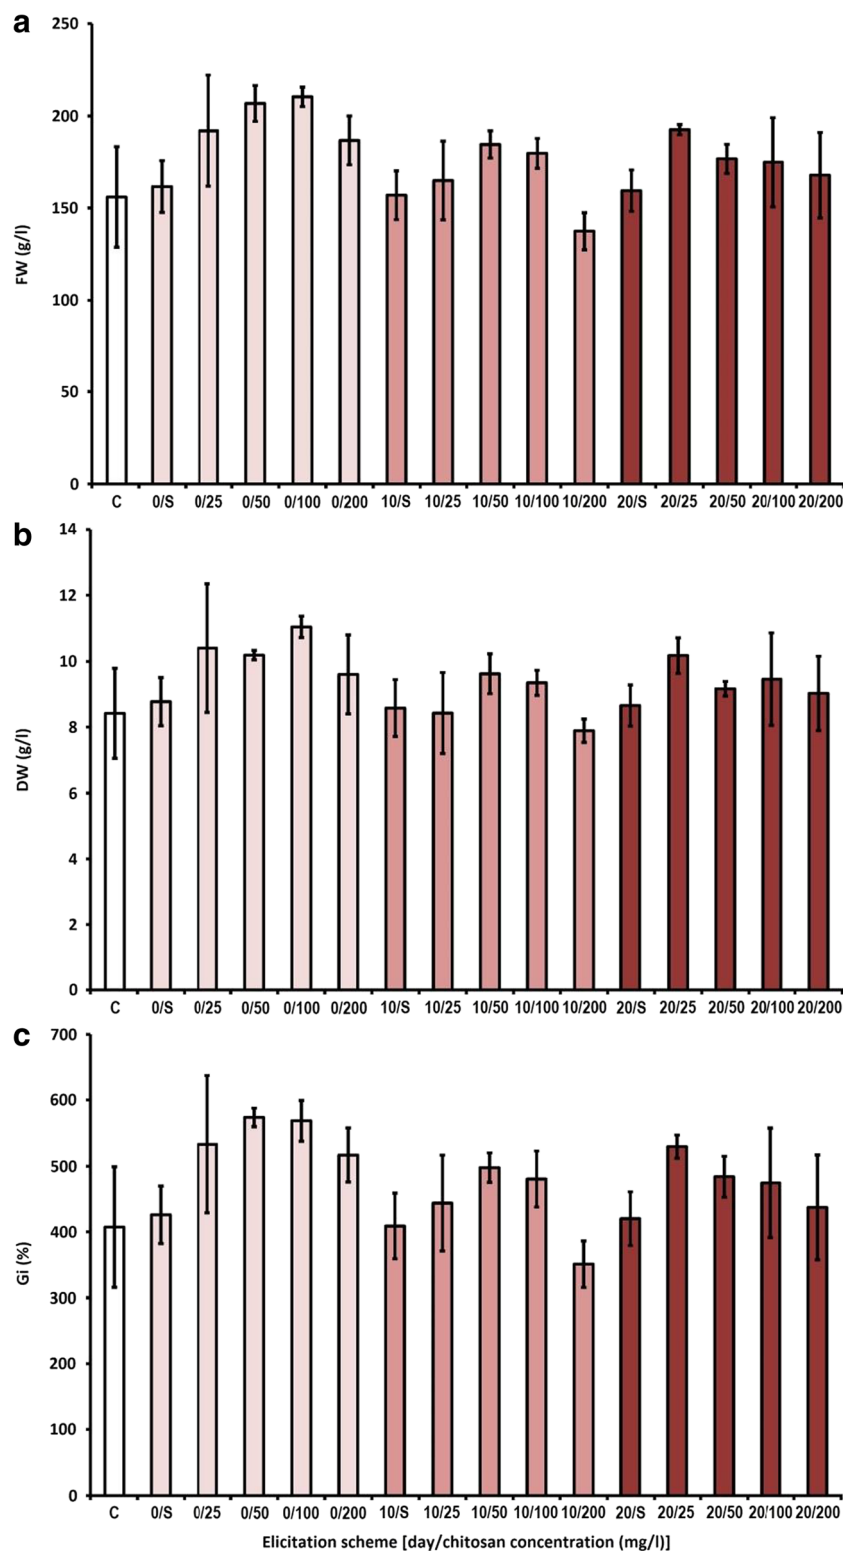 a
250
200
150
100
50
0
FW (g/l)
C 0/S 0/25 0/50 0/100 0/200 10/S 10/25 10/50 10/100 10/200 20/S 20/25 20/50 20/100 20/200
b
14
12
10
8
6
4
2
0
DW (g/l)
C 0/S 0/25 0/50 0/100 0/200 10/S 10/25 10/50 10/100 10/200 20/S 20/25 20/50 20/100 20/200
c
700
600
500
400
300
200
100
0
Gi (%)
C 0/S 0/25 0/50 0/100 0/200 10/S 10/25 10/50 10/100 10/200 20/S 20/25 20/50 20/100 20/200
Elicitation scheme [day/chitosan concentration (mg/l)]